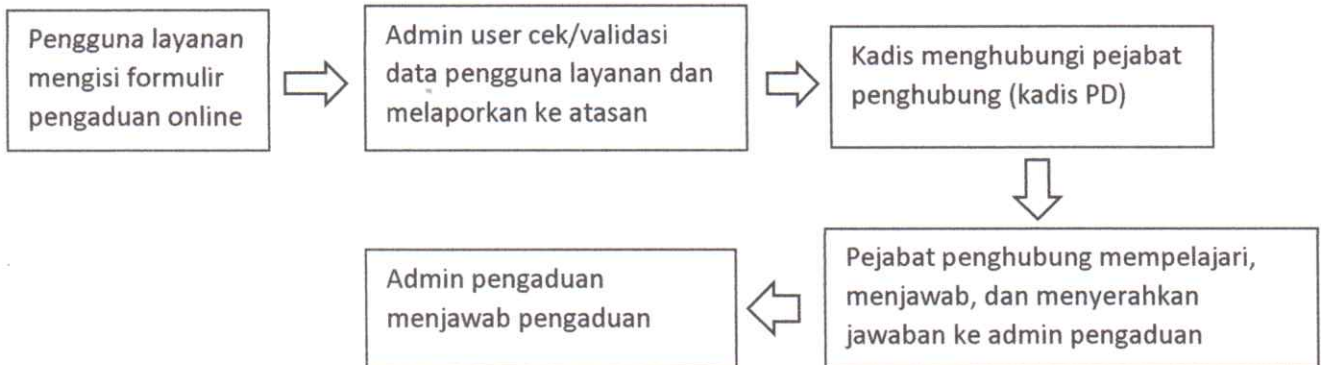 Pengguna layanan
mengisi formulir
pengaduan online
Admin user cek/validasi
data pengguna layanan dan
melaporkan ke atasan
Kadis menghubungi pejabat
penghubung (kadis PD)
Pejabat penghubung mempelajari,
menjawab, dan menyerahkan
jawaban ke admin pengaduan
Admin pengaduan
menjawab pengaduan